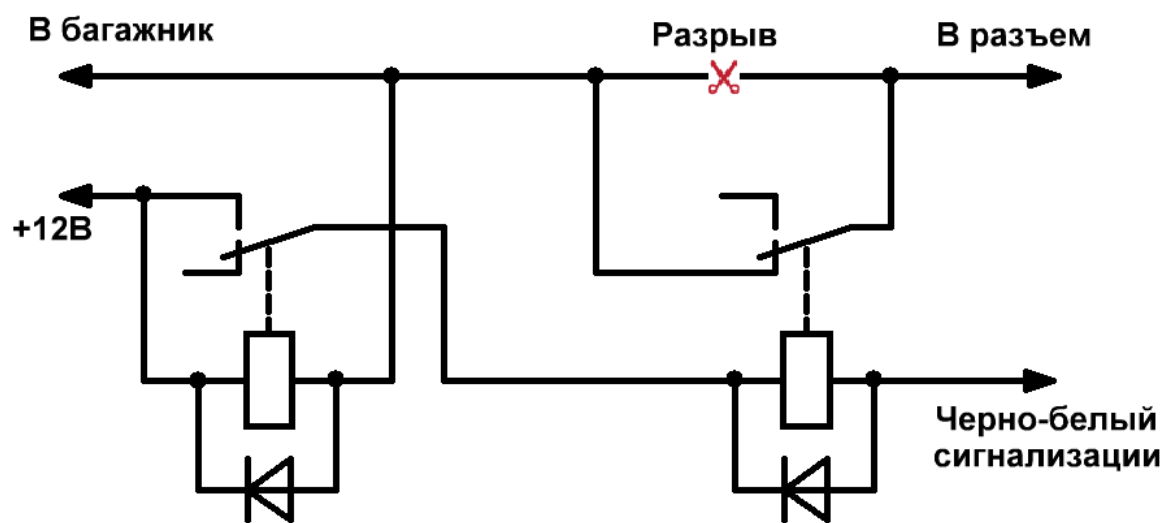 В багажник
Разрыв
В разъем
+12В
Черно-белый
сигнализации